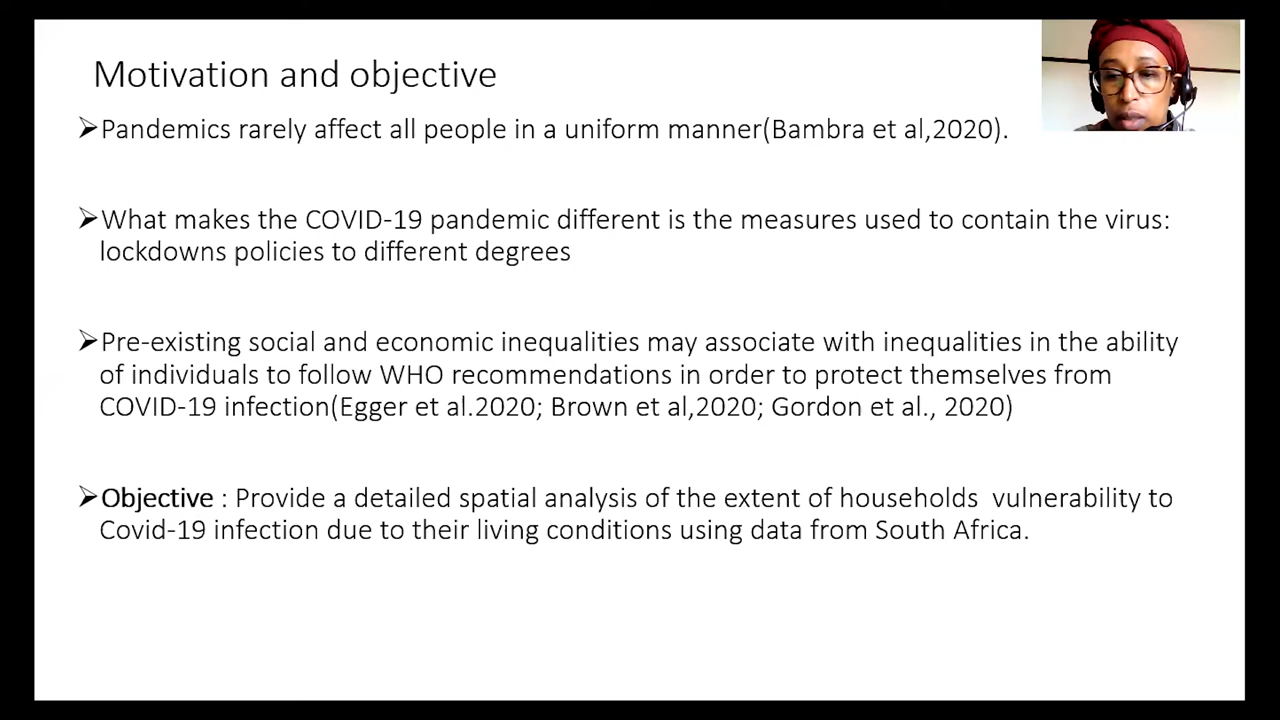 Motivation and objective
➢Pandemics rarely affect all people in a uniform manner(Bambra et al,2020).
➢What makes the COVID-19 pandemic different is the measures used to contain the virus:
lockdowns policies to different degrees
➢Pre-existing social and economic inequalities may associate with inequalities in the ability
of individuals to follow WHO recommendations in order to protect themselves from
COVID-19 infection(Egger et al.2020; Brown et al,2020; Gordon et al., 2020)
➢Objective : Provide a detailed spatial analysis of the extent of households  vulnerability to
Covid-19 infection due to their living conditions using data from South Africa.